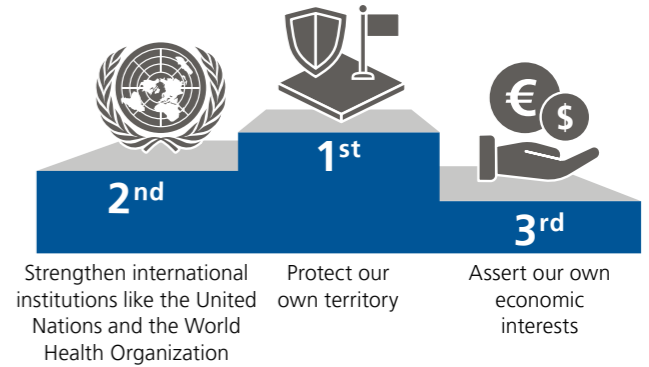 €
$
1st
2nd
3rd
Strengthen international
institutions like the United
Nations and the World
Health Organization
Protect our
own territory
Assert our own
economic
interests